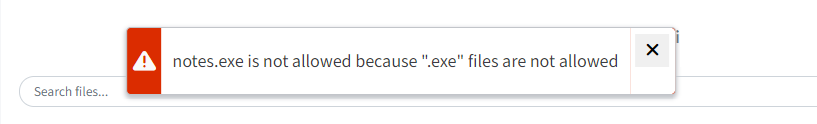 notes.exe is not allowed because ".exe" files are not allowed
Search files...